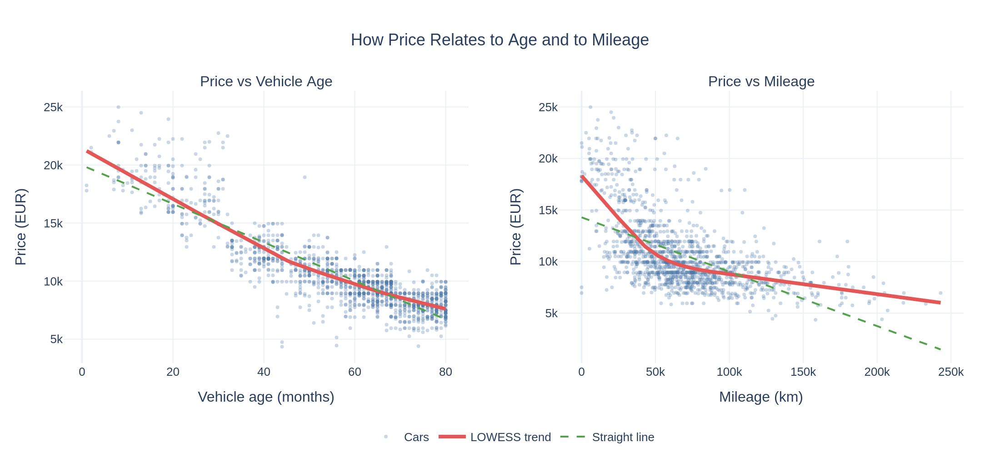 How Price Relates to Age and to Mileage
Price vs Vehicle Age
25k
20k
15k
10k
5k
Price (EUR)
0 20 40 60 80
Vehicle age (months)
Price vs Mileage
25k
20k
15k
10k
5k
Price (EUR)
0 50k 100k 150k 200k 250k
Mileage (km)
Cars LOWESS trend Straight line